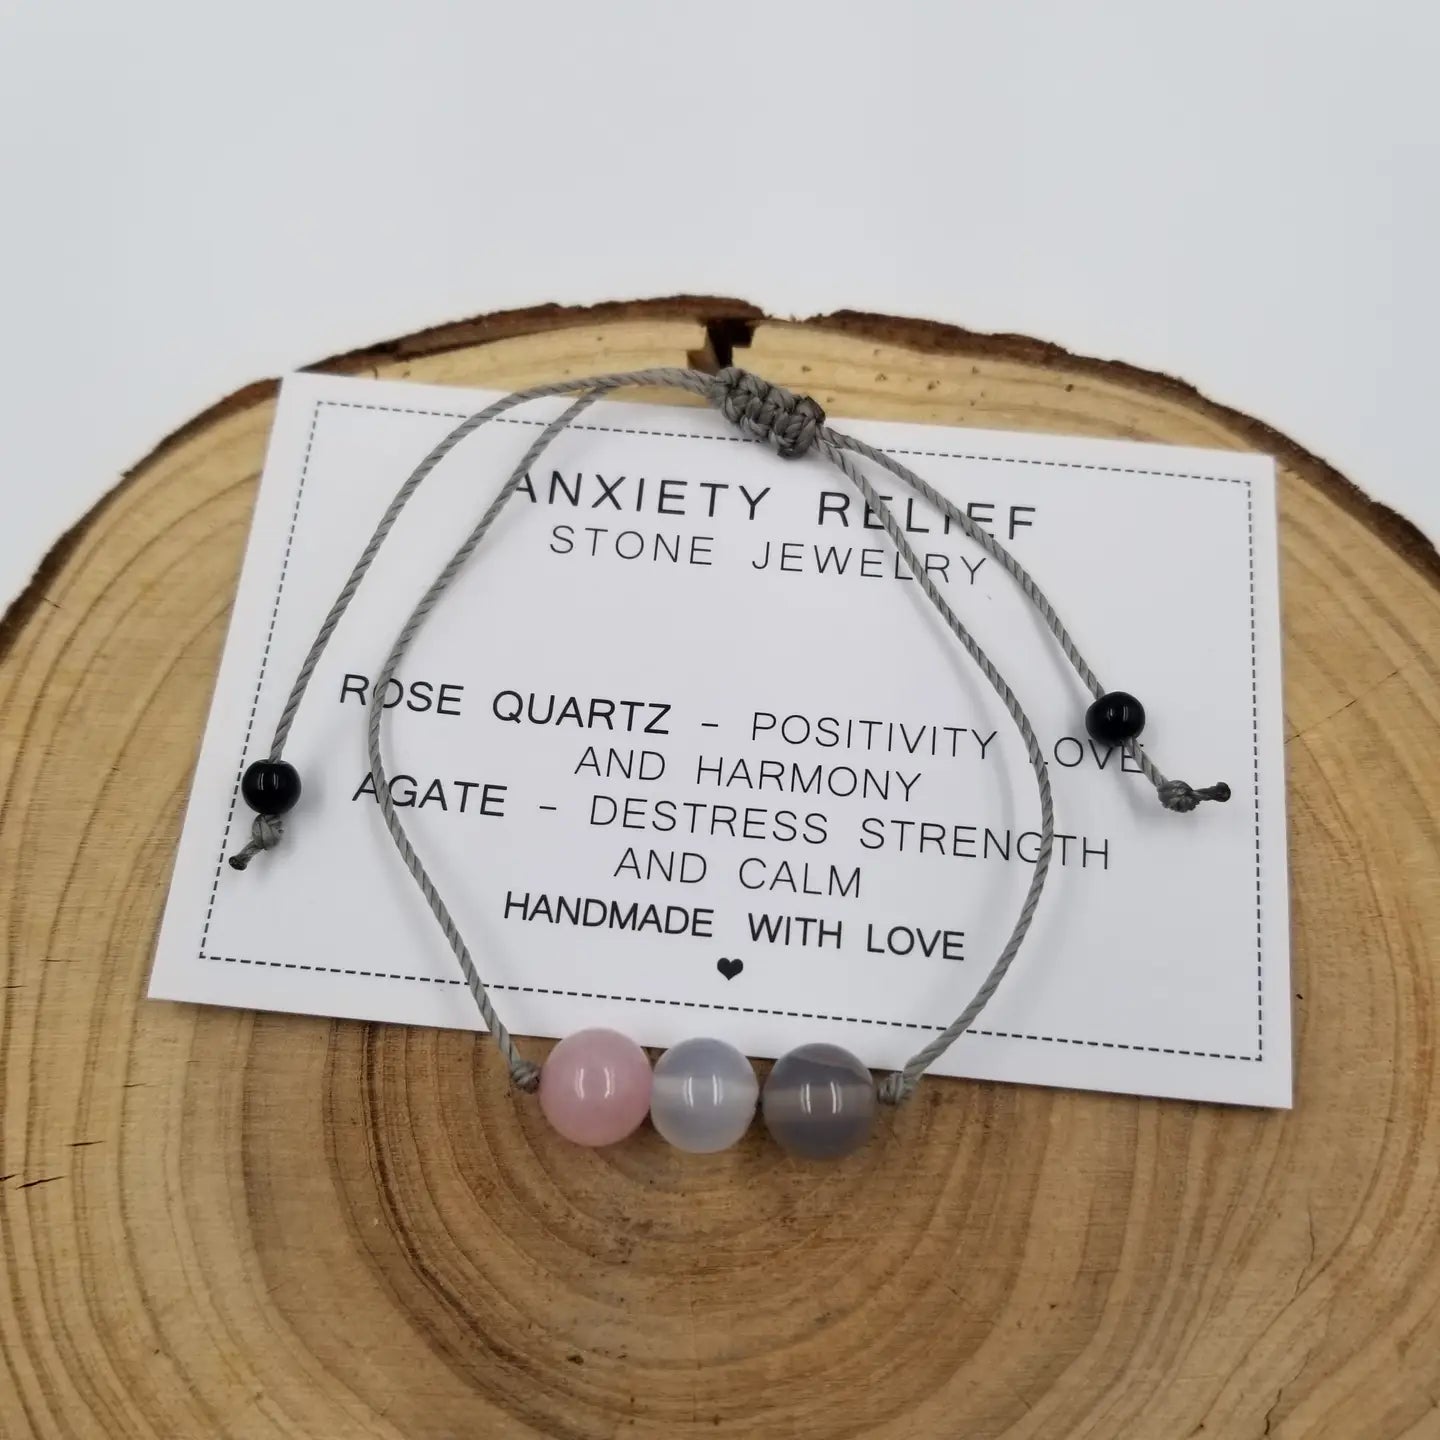 ANXIETY RELIEF
STONE JEWELRY
ROSE QUARTZ - POSITIVITY LOVE
AND HARMONY
AGATE - DESTRESS STRENGTH
AND CALM
HANDMADE WITH LOVE